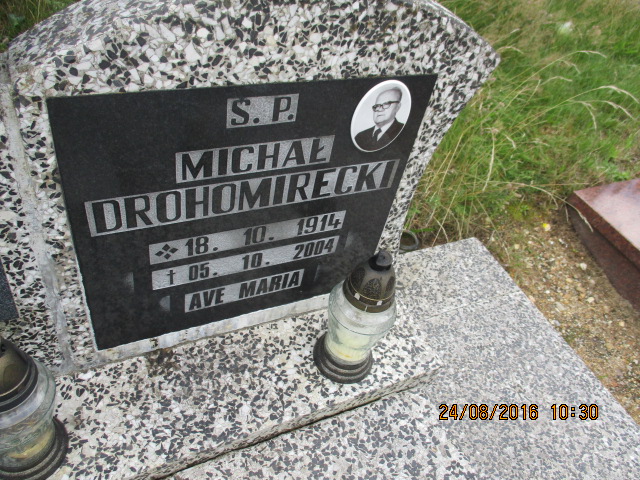 Ś. P.
MICHAŁ
DROHOMIRECKI
18. 10. 1914
† 05. 10. 2004
AVE MARIA
24/08/2016 10:30